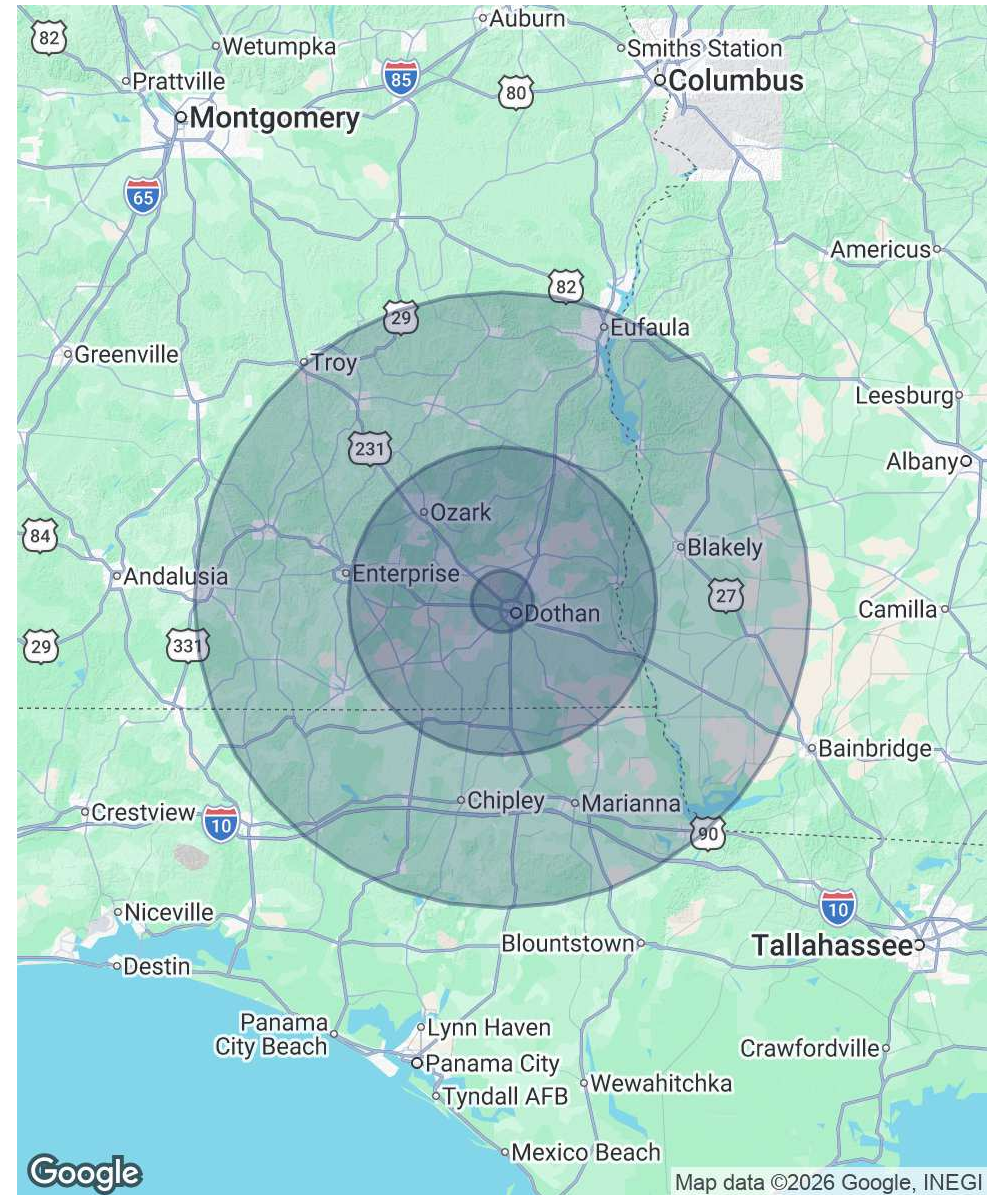 Auburn
82
Wetumpka
Smiths Station
Prattville
85
80
Columbus
Montgomery
65
Americus
82
29
Eufaula
Greenville
Troy
Leesburg
231
Albany
Ozark
84
Blakely
Andalusia
Enterprise
27
Dothan
Camilla
29
331
Bainbridge
Chipley
Marianna
Crestview
10
90
Niceville
10
Blountstown
Tallahassee
Destin
Panama
City Beach
Lynn Haven
Crawfordville
Panama City
Wewahitchka
Tyndall AFB
Mexico Beach
Google
Map data ©2026 Google, INEGI